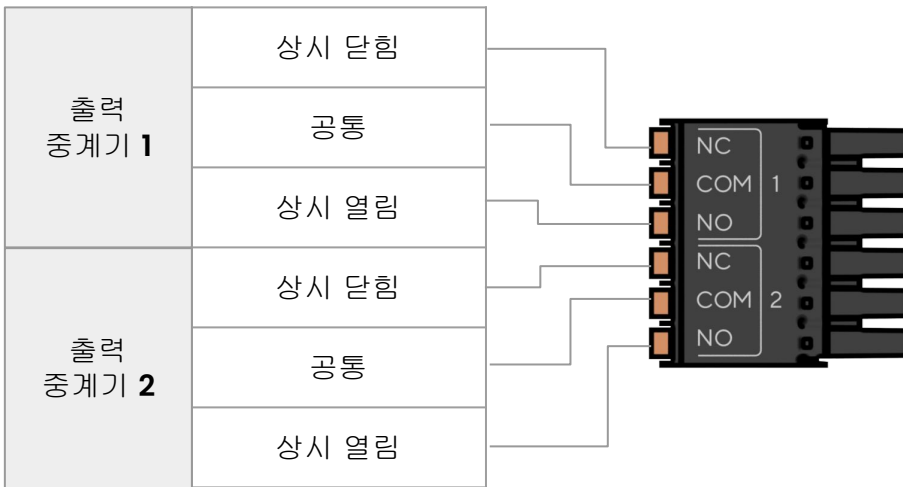 출력
중계기 1
상시 닫힘
공통
상시 열림
출력
중계기 2
상시 닫힘
공통
상시 열림
NC
COM 1
NO
NC
COM 2
NO